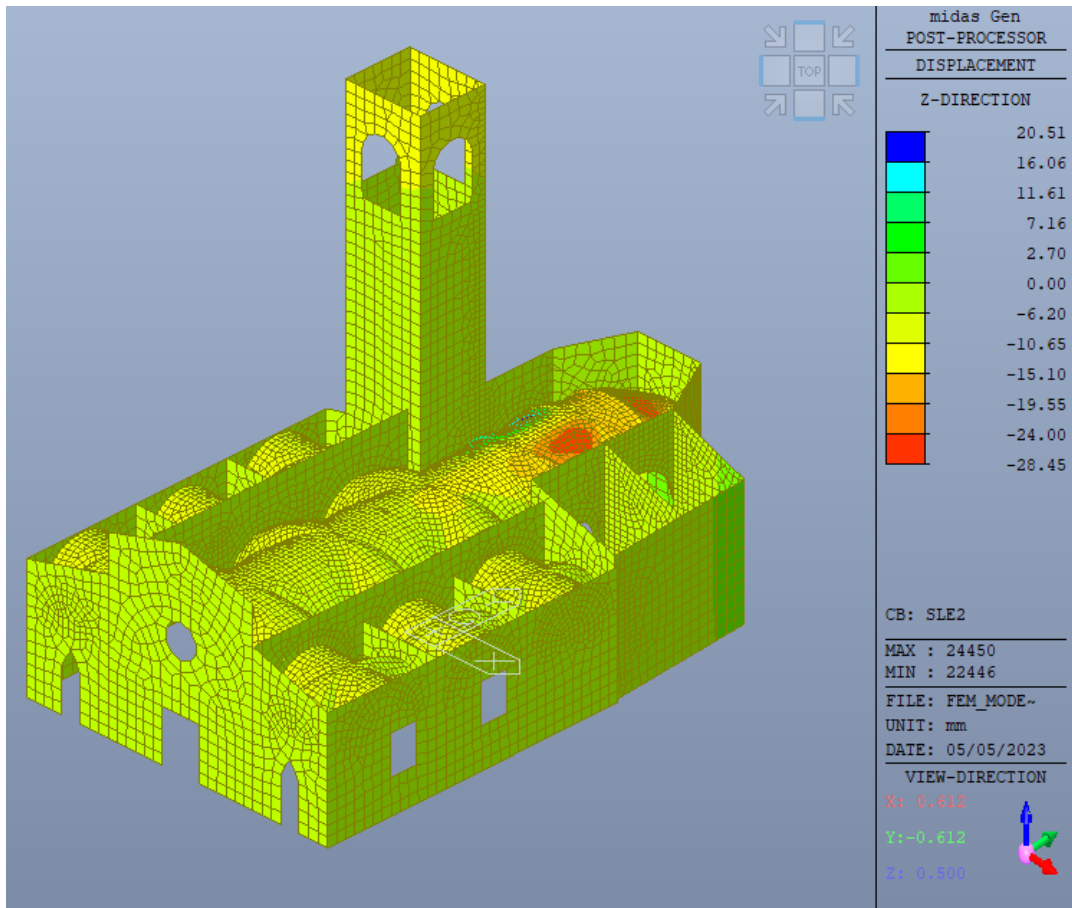 midas Gen
POST-PROCESSOR
DISPLACEMENT
Z-DIRECTION
20.51
16.06
11.61
7.16
2.70
0.00
-6.20
-10.65
-15.10
-19.55
-24.00
-28.45
TOP
CB: SLE2
MAX : 24450
MIN : 22446
FILE: FEM_MODE~
UNIT: mm
DATE: 05/05/2023
VIEW-DIRECTION
X: 0.612
Y:-0.612
Z: 0.500